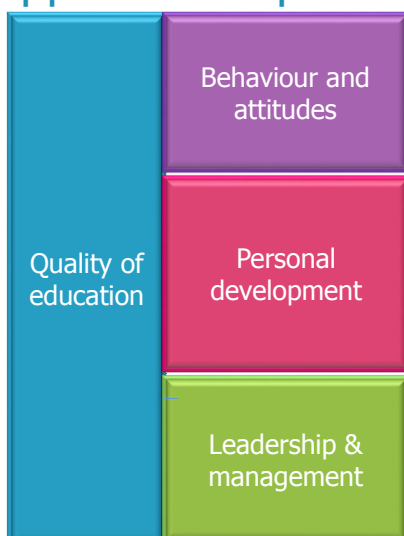 Quality of
education
Behaviour and
attitudes
Personal
development
Leadership &
management